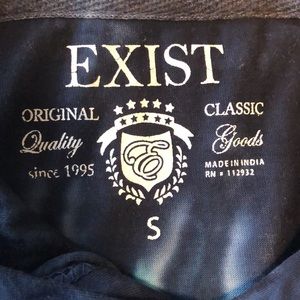 EXIST
ORIGINAL
Quality
since 1995
E
CLASSIC
Goods
MADE IN INDIA
RN # 112932
S